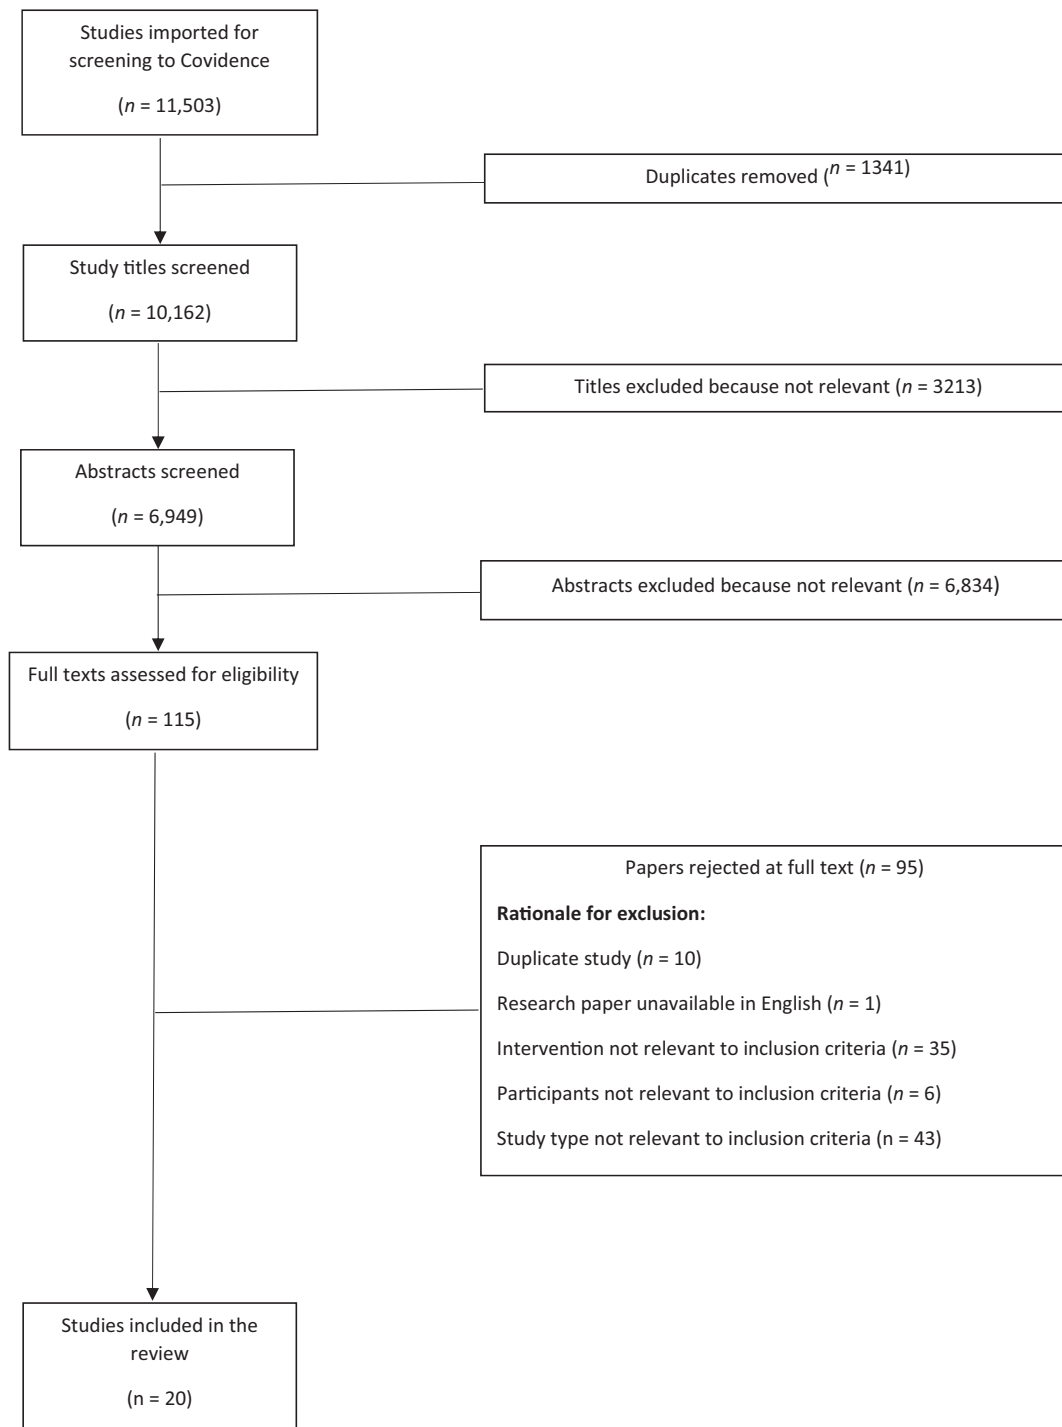 Studies imported for
screening to Covidence
(n = 11,503)
Duplicates removed (n = 1341)
Study titles screened
(n = 10,162)
Titles excluded because not relevant (n = 3213)
Abstracts screened
(n = 6,949)
Abstracts excluded because not relevant (n = 6,834)
Full texts assessed for eligibility
(n = 115)
Papers rejected at full text (n = 95)
Rationale for exclusion:
Duplicate study (n = 10)
Research paper unavailable in English (n = 1)
Intervention not relevant to inclusion criteria (n = 35)
Participants not relevant to inclusion criteria (n = 6)
Study type not relevant to inclusion criteria (n = 43)
Studies included in the
review
(n = 20)